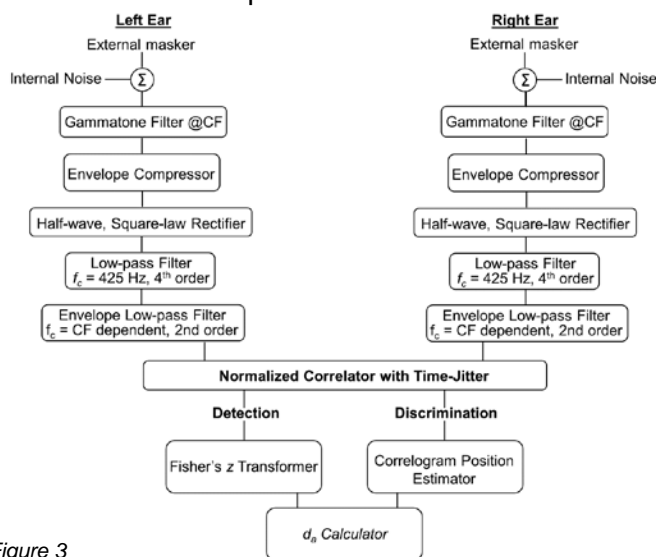 Left Ear
Right Ear
External masker
External masker
Internal Noise
Σ
Σ
Internal Noise
Gammatone Filter @CF
Gammatone Filter @CF
Envelope Compressor
Envelope Compressor
Half-wave, Square-law Rectifier
Half-wave, Square-law Rectifier
Low-pass Filter
fc = 425 Hz, 4th order
Low-pass Filter
fc = 425 Hz, 4th order
Envelope Low-pass Filter
fc = CF dependent, 2nd order
Envelope Low-pass Filter
fc = CF dependent, 2nd order
Normalized Correlator with Time-Jitter
Detection
Discrimination
Fisher's z Transformer
Correlogram Position
Estimator
da Calculator
Figure 3